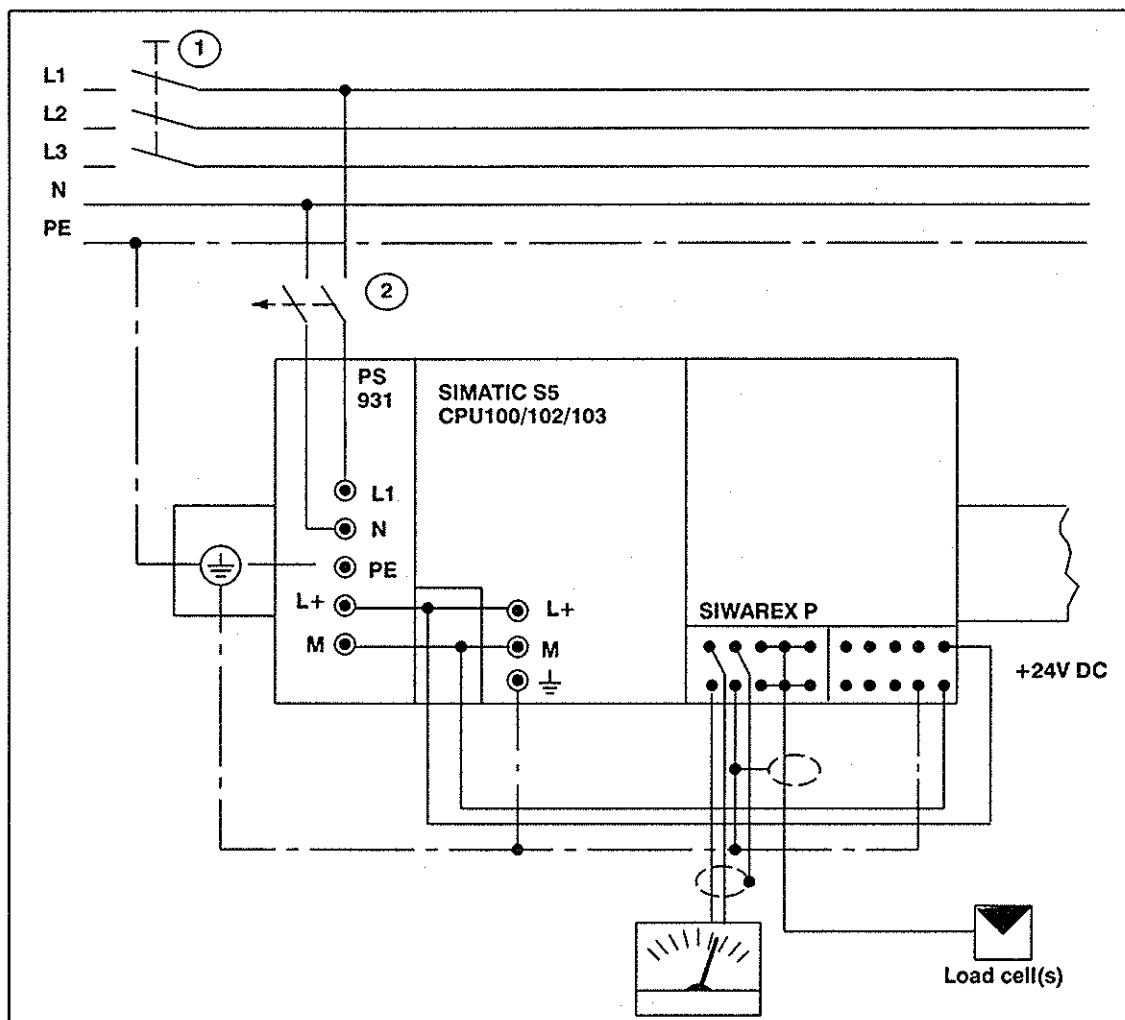 1
L1
L2
L3
N
PE
2
PS
931
SIMATIC S5
CPU100/102/103
L1
N
PE
L+
L+
SIWAREX P
M
M
+24V DC
Load cell(s)